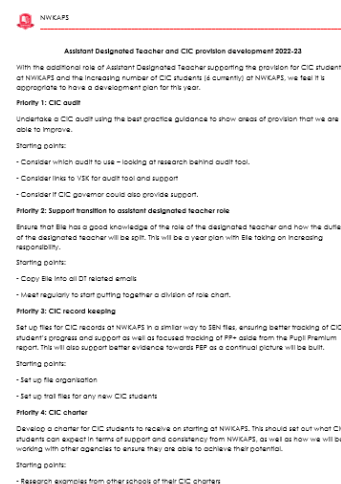 NWKAPS
Assistant Designated Teacher and CIC provision development 2022-23
With the additional role of Assistant Designated Teacher supporting the provision for CIC student
at NWKAPS and the increasing number of CIC students (6 currently) at NWKAPS, we feel it is
appropriate to have a development plan for this year.
Priority 1: CIC audit
Undertake a CIC audit using the best practice guidance to show areas of provision that we are
able to improve.
Starting points:
- Consider which audit to use – looking at research behind audit tool.
- Consider links to VSK for audit tool and support
- Consider if CIC governor could also provide support.
Priority 2: Support transition to assistant designated teacher role
Ensure that Elle has a good knowledge of the role of the designated teacher and how the dutie
of the designated teacher will be split. This will be a year plan with Elle taking on increasing
responsibility.
Starting points:
- Copy Elle into all DT related emails
- Meet regularly to start putting together a division of role chart.
Priority 3: CIC record keeping
Set up files for CIC records at NWKAPS in a similar way to SEN files, ensuring better tracking of CIC
student's progress and support as well as focused tracking of PP+ aside from the Pupil Premium
report. This will also support better evidence towards PEP as a continual picture will be built.
Starting points:
- Set up file organisation
- Set up trail files for any new CIC students
Priority 4: CIC charter
Develop a charter for CIC students to receive on starting at NWKAPS. This should set out what CI
students can expect in terms of support and consistency from NWKAPS, as well as how we will be
working with other agencies to ensure they are able to achieve their potential.
Starting points:
- Research examples from other schools of their CIC charters